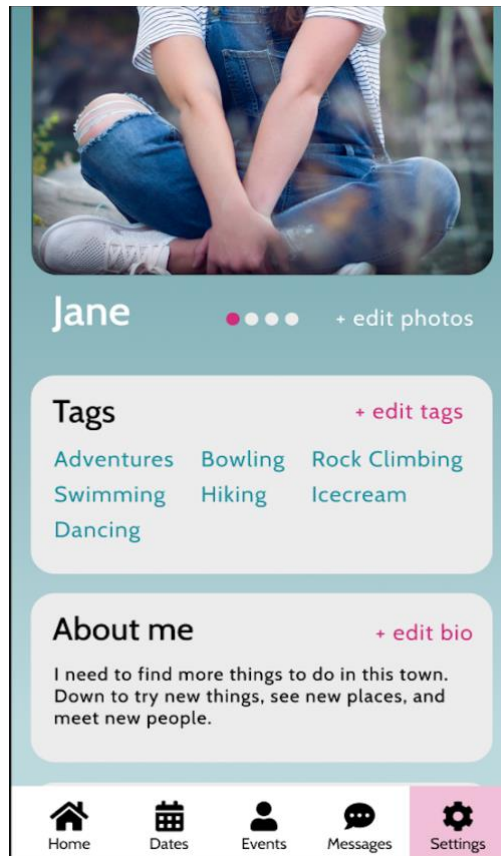 Jane + edit photos
Tags + edit tags
Adventures Bowling Rock Climbing
Swimming Hiking Icecream
Dancing
About me + edit bio
I need to find more things to do in this town.
Down to try new things, see new places, and
meet new people.
Home Dates Events Messages Settings